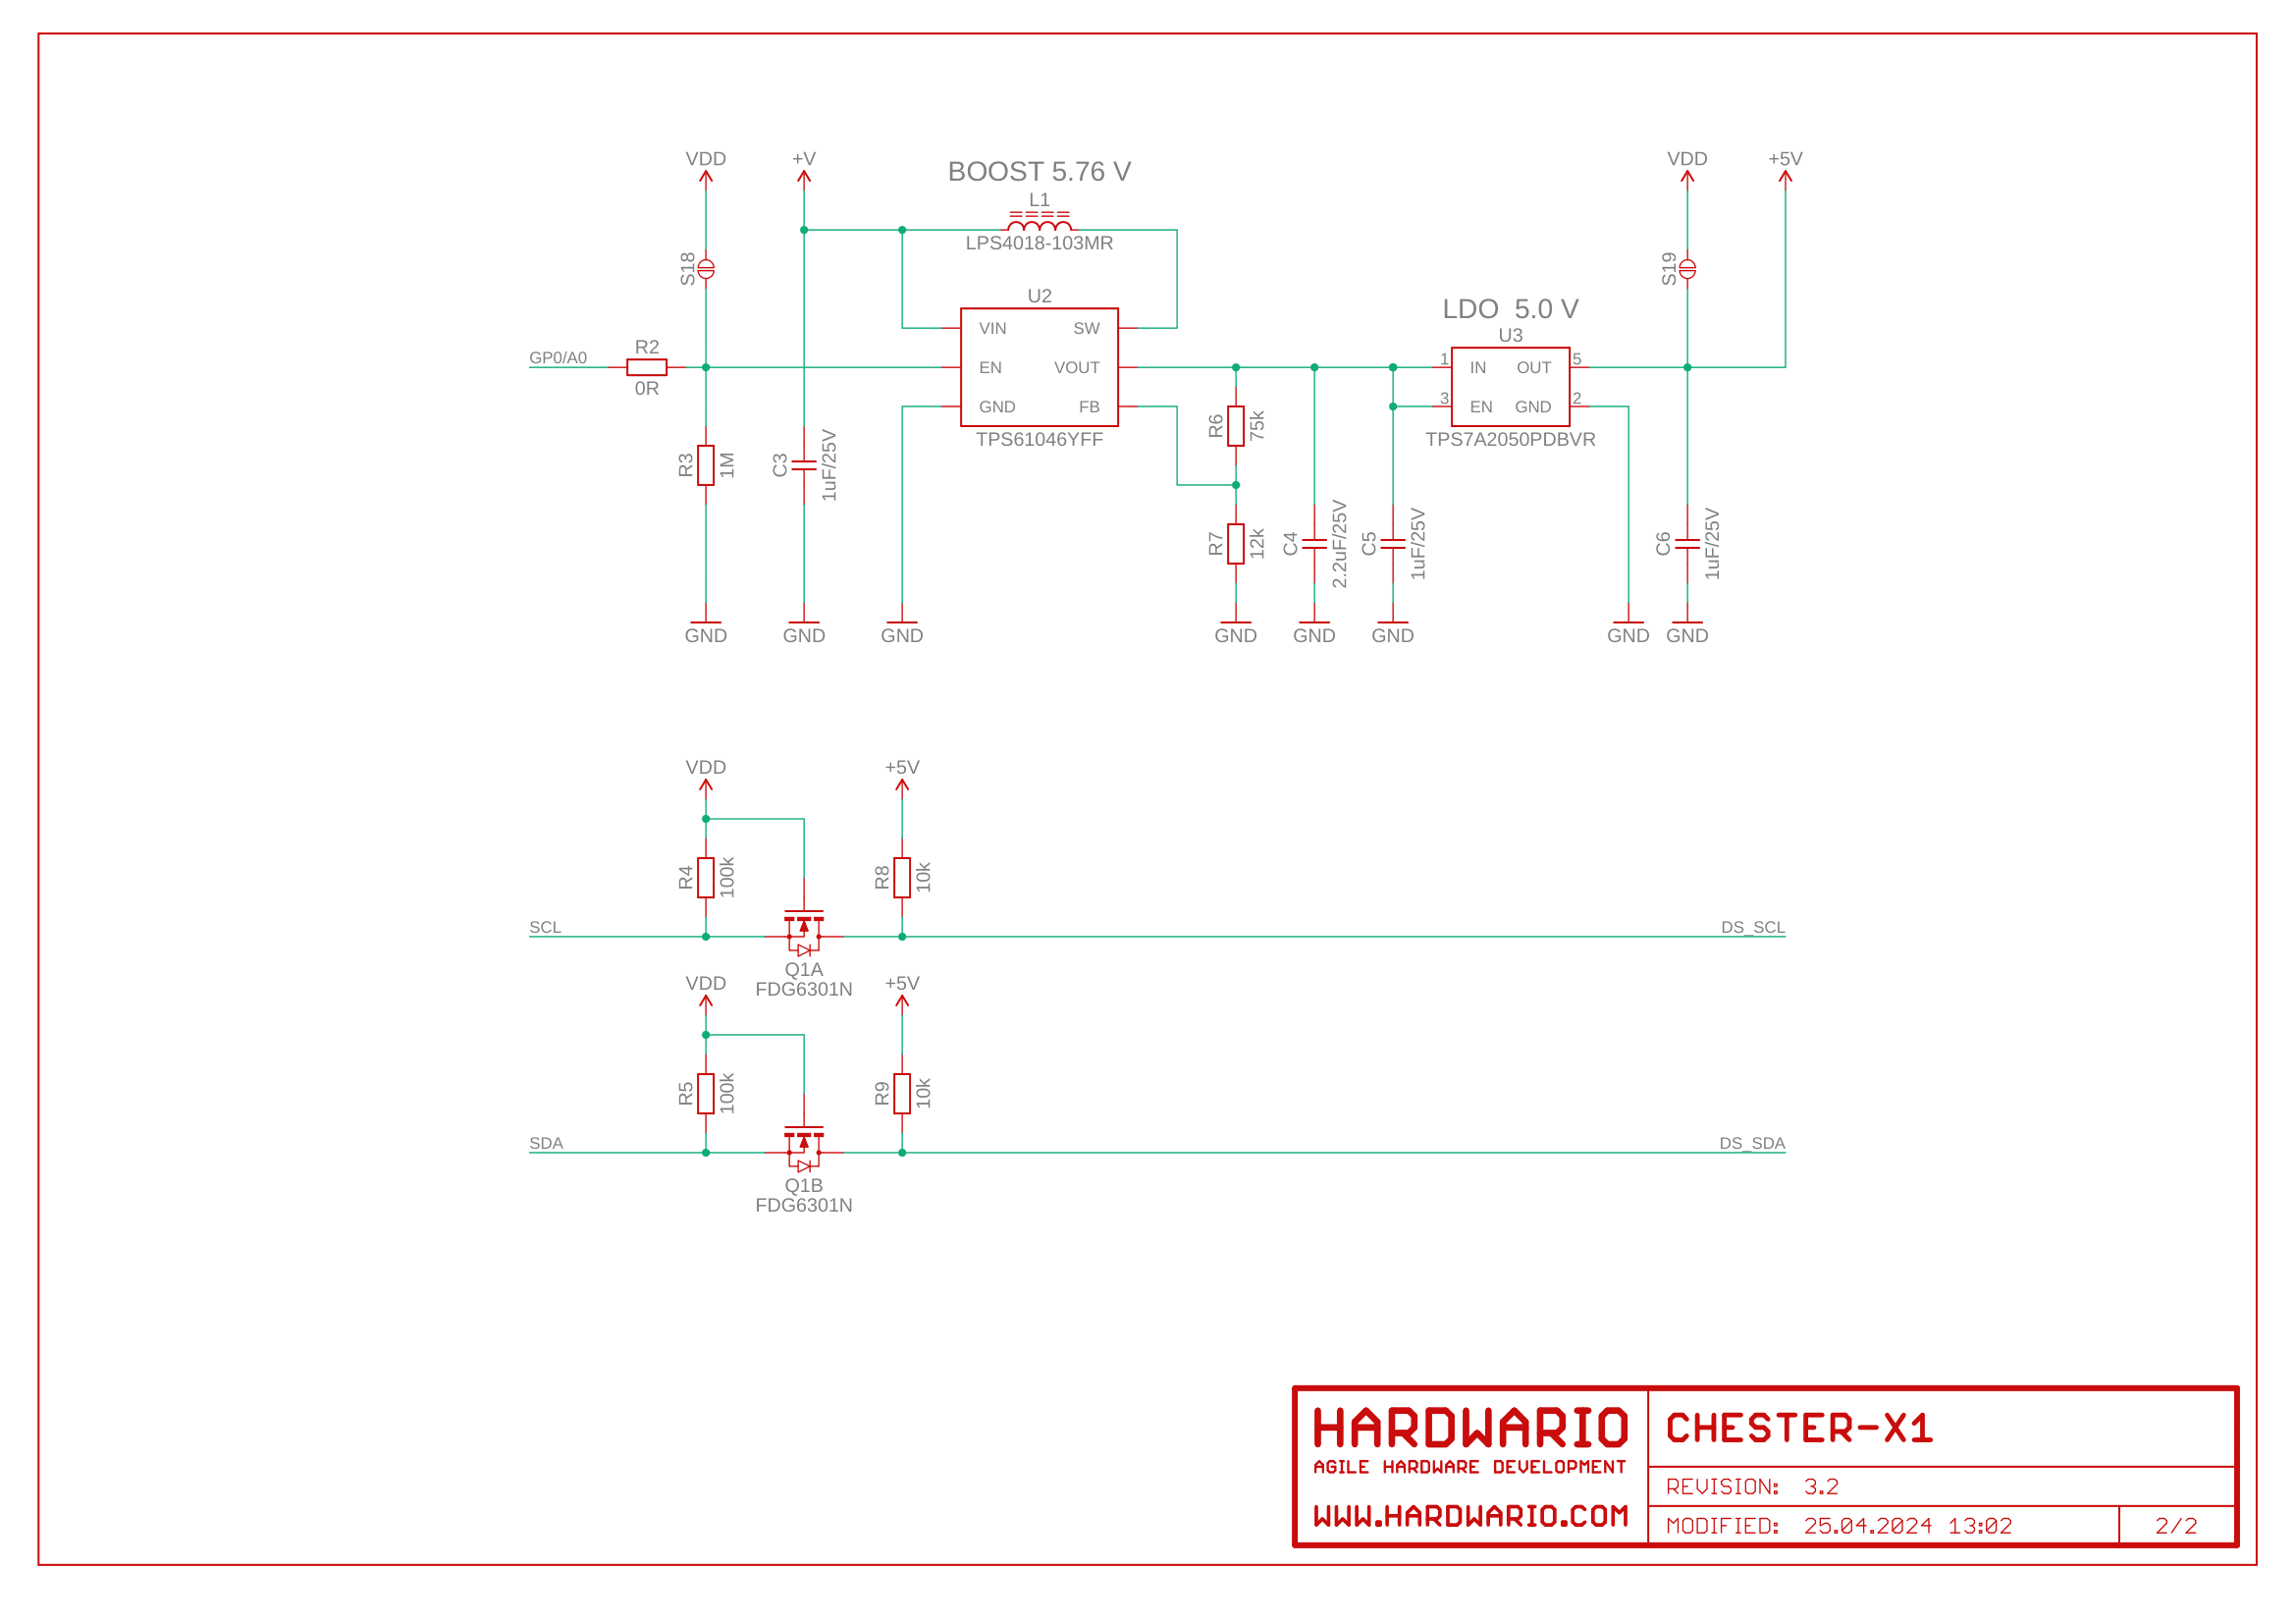 VDD
+V
BOOST 5.76 V
L1
LPS4018-103MR
VDD
+5V
S18
S19
U2
VIN
SW
EN
VOUT
GND
FB
TPS61046YFF
LDO  5.0 V
U3
1
IN
OUT
5
3
EN
GND
2
TPS7A2050PDBVR
GP0/A0
R2
0R
R3
1M
C3
1uF/25V
R6
75k
R7
12k
C4
2.2uF/25V
C5
1uF/25V
C6
1uF/25V
GND
GND
GND
GND
GND
GND
GND
GND
VDD
+5V
R4
100k
R8
10k
SCL
DS_SCL
Q1A
FDG6301N
VDD
+5V
R5
100k
R9
10k
SDA
DS_SDA
Q1B
FDG6301N
HARDWARIO
AGILE HARDWARE DEVELOPMENT
WWW.HARDWARIO.COM
CHESTER-X1
REVISION: 3.2
MODIFIED: 25.04.2024 13:02
2/2